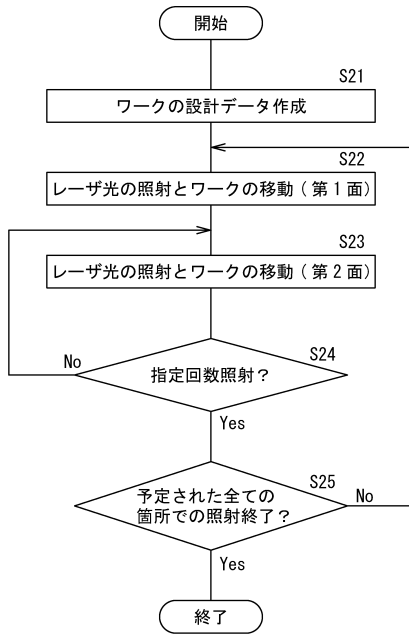 開始
S21
ワークの設計データ作成
S22
レーザ光の照射とワークの移動(第1面)
S23
レーザ光の照射とワークの移動(第2面)
S24
No
指定回数照射?
Yes
S25
予定された全ての
箇所での照射終了?
No
Yes
終了